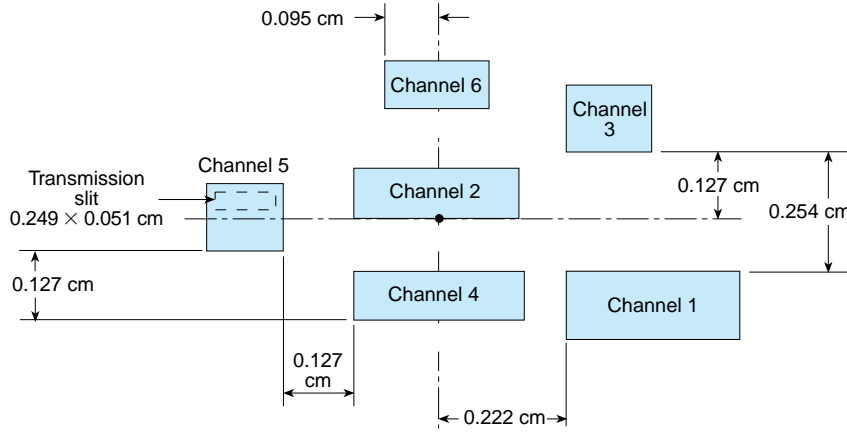 0.095 cm
Channel 6
Channel
3
Channel 5
Transmission
slit
0.249 × 0.051 cm
Channel 2
0.127 cm
0.254 cm
0.127 cm
Channel 4
Channel 1
0.127
cm
0.222 cm